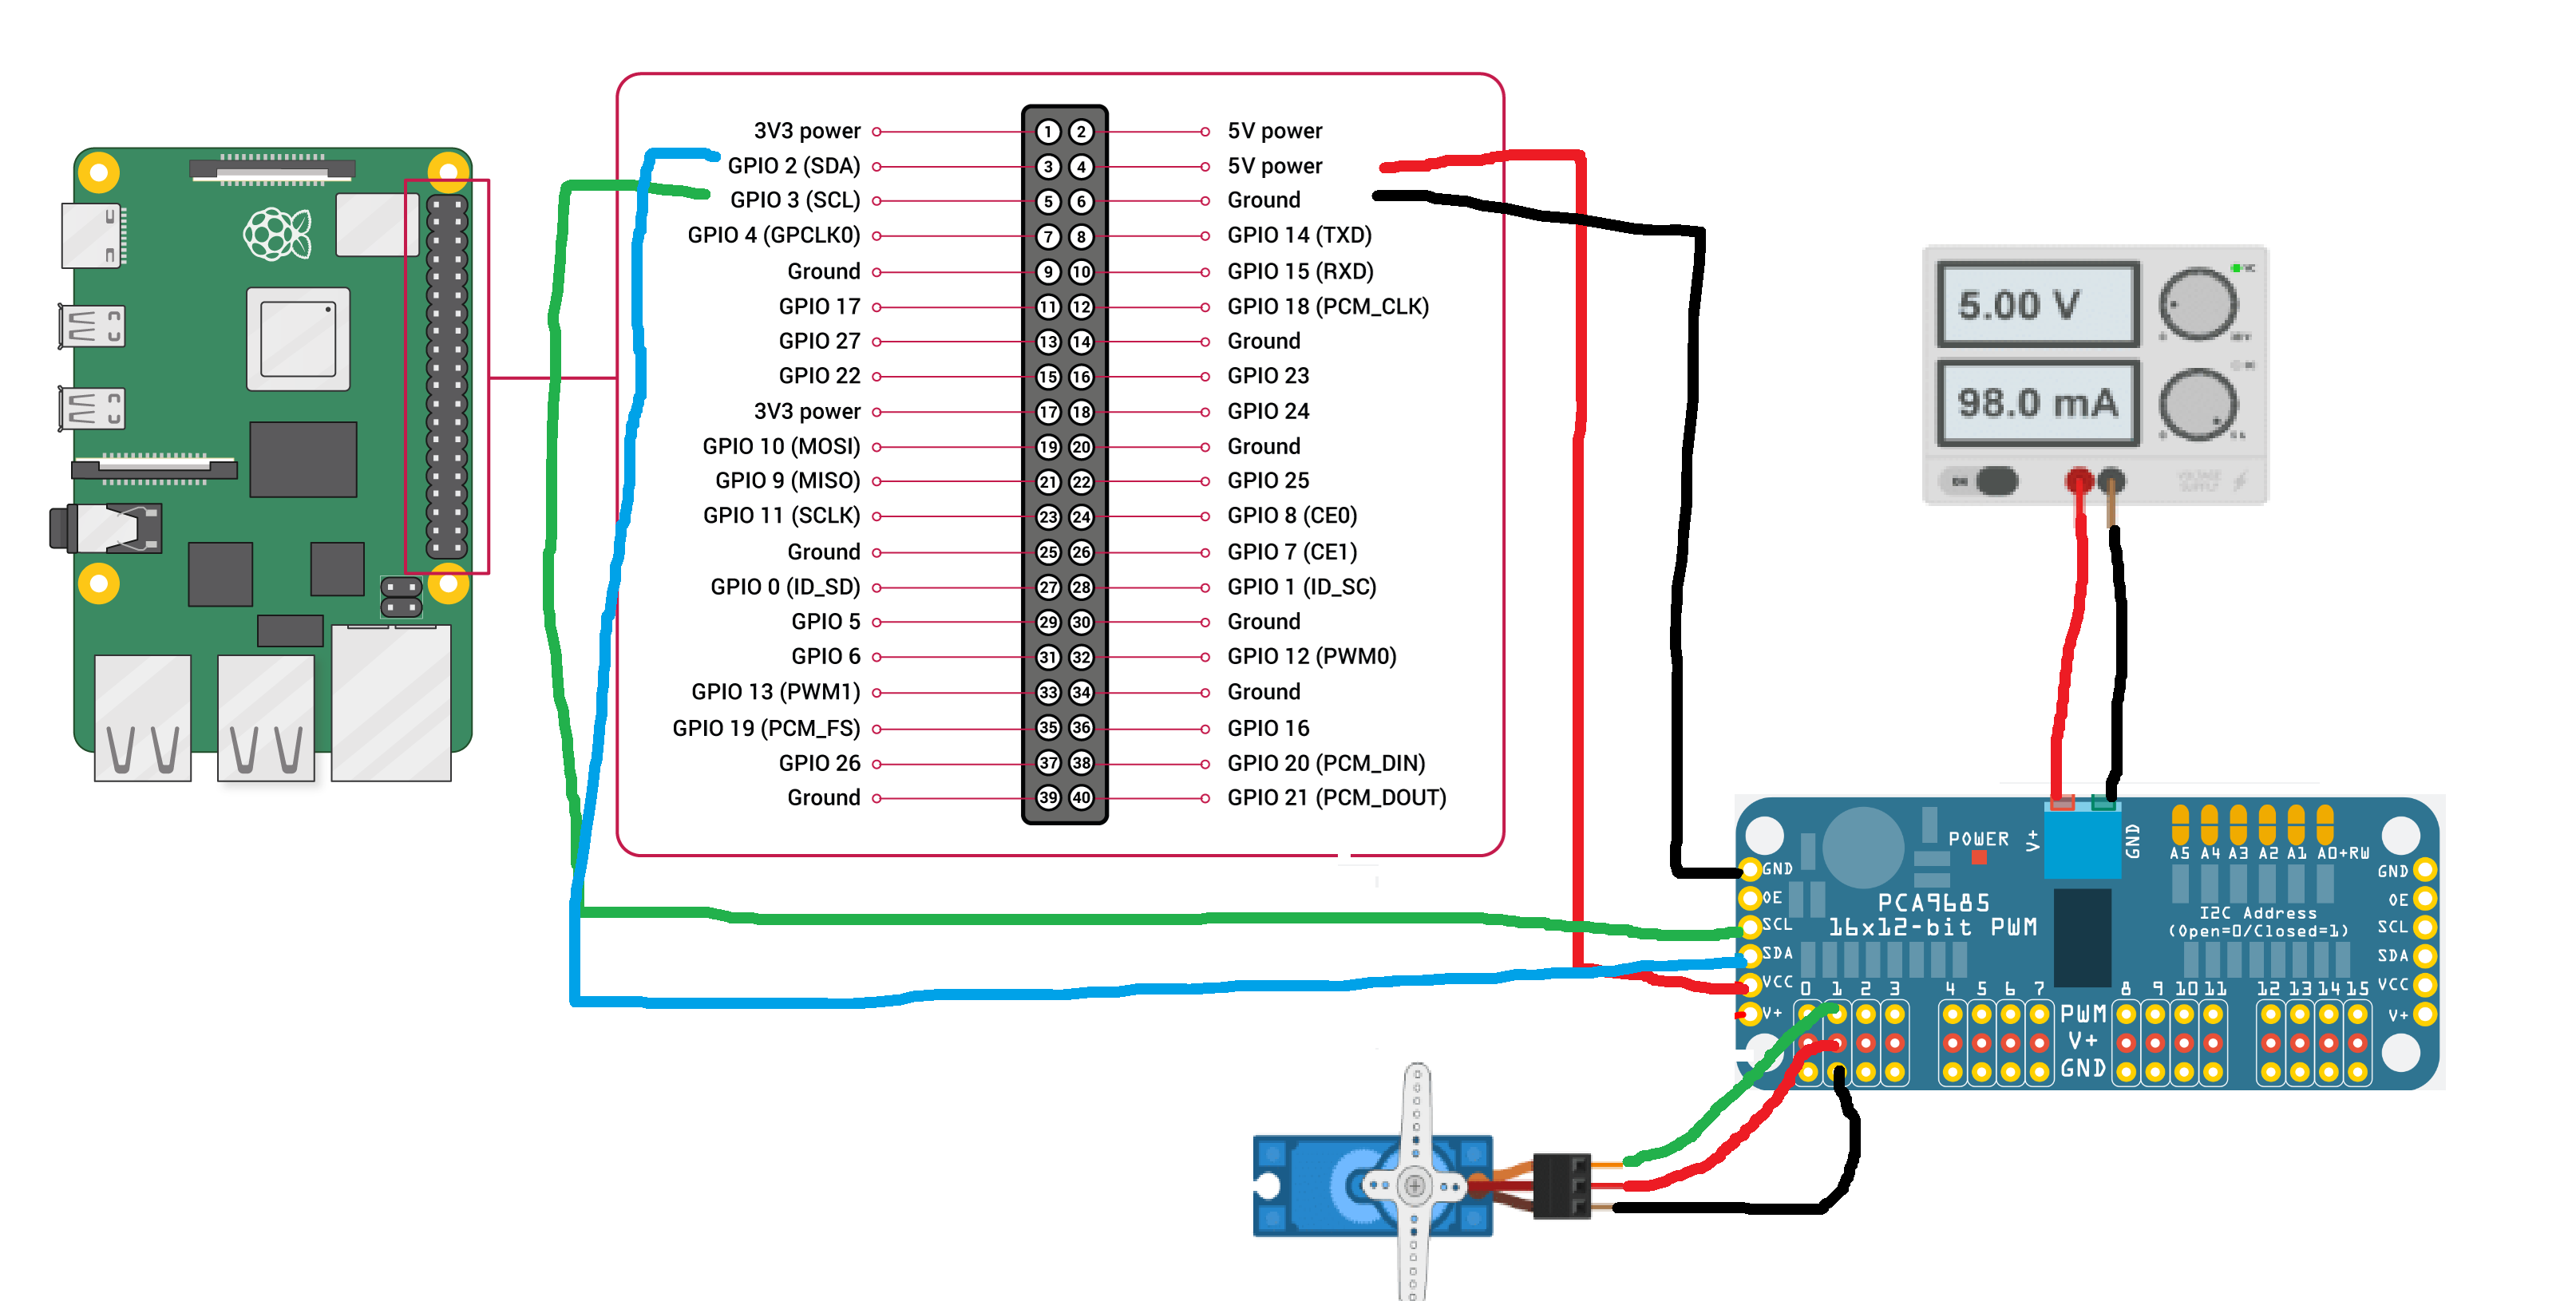 3V3 power 1 2 5V power
GPIO 2 (SDA) 3 4 5V power
GPIO 3 (SCL) 5 6 Ground
GPIO 4 (GPCLK0) 7 8 GPIO 14 (TXD)
Ground 9 10 GPIO 15 (RXD)
GPIO 17 11 12 GPIO 18 (PCM_CLK)
GPIO 27 13 14 Ground
GPIO 22 15 16 GPIO 23
3V3 power 17 18 GPIO 24
GPIO 10 (MOSI) 19 20 Ground
GPIO 9 (MISO) 21 22 GPIO 25
GPIO 11 (SCLK) 23 24 GPIO 8 (CE0)
Ground 25 26 GPIO 7 (CE1)
GPIO 0 (ID_SD) 27 28 GPIO 1 (ID_SC)
GPIO 5 29 30 Ground
GPIO 6 31 32 GPIO 12 (PWM0)
GPIO 13 (PWM1) 33 34 Ground
GPIO 19 (PCM_FS) 35 36 GPIO 16
GPIO 26 37 38 GPIO 20 (PCM_DIN)
Ground 39 40 GPIO 21 (PCM_DOUT)
5.00 V
98.0 mA
VOLTAGE
SUPPLY
POWER
V+
GND
A5 A4 A3 A2 A1 A0+RW
GND
OE
SCL
SDA
VCC
V+
PCA9685
16x12-bit PWM
I2C Address
(Open=0/Closed=1)
GND
OE
SCL
SDA
VCC
V+
0 1 2 3 4 5 6 7 8 9 10 11 12 13 14 15
PWM
V+
GND